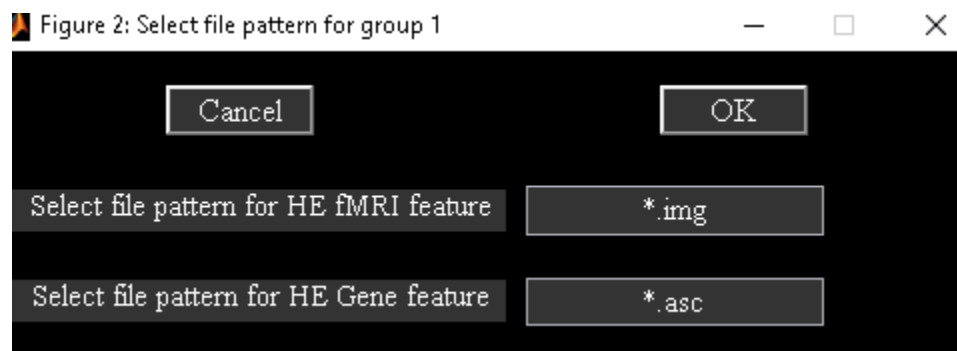 Figure 2: Select file pattern for group 1
Cancel OK
Select file pattern for HE fMRI feature *.img
Select file pattern for HE Gene feature *.asc